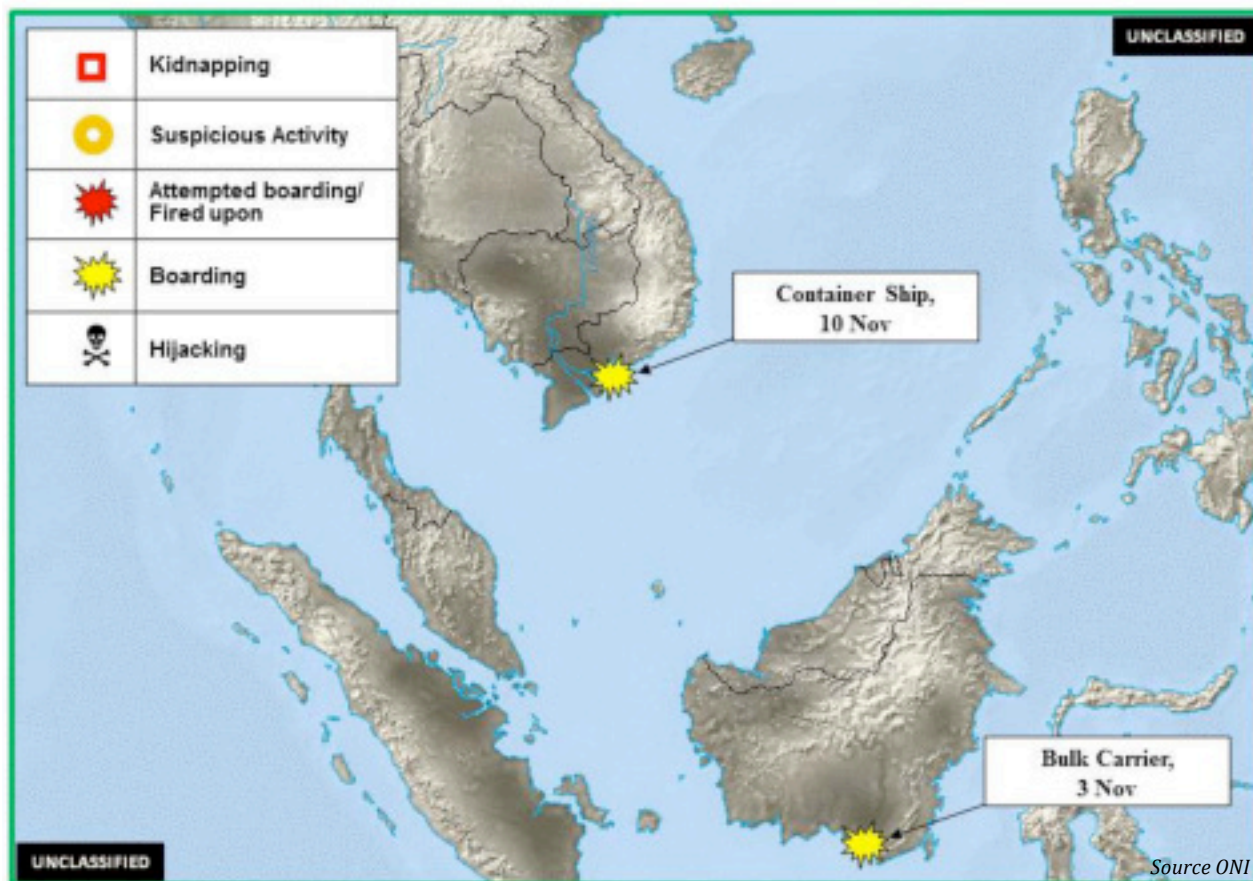 UNCLASSIFIED
Kidnapping
Suspicious Activity
Attempted boarding/
Fired upon
Boarding
Hijacking
Container Ship,
10 Nov
Bulk Carrier,
3 Nov
UNCLASSIFIED
Source ONI